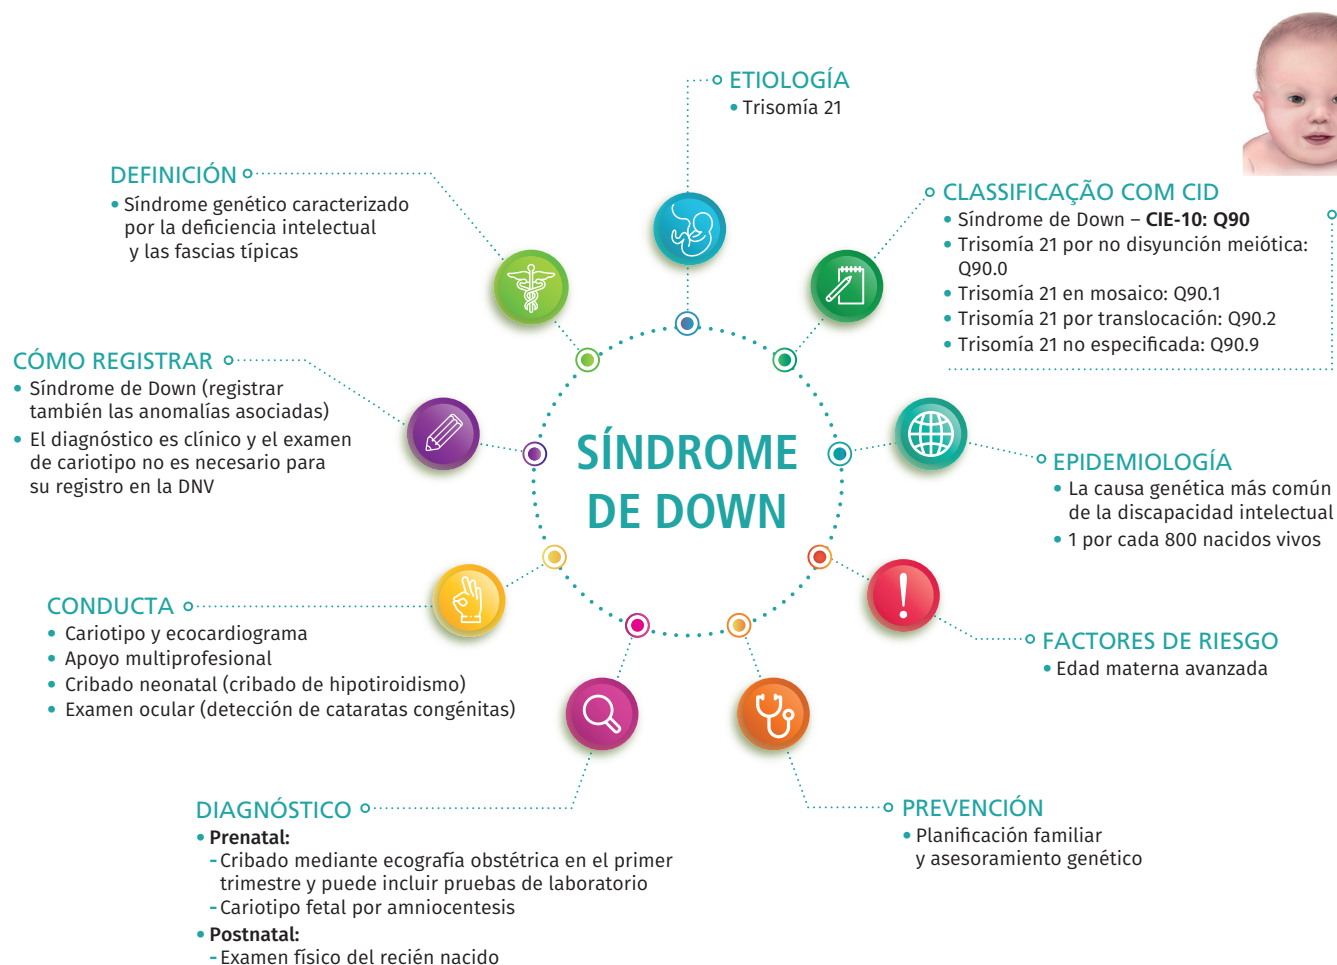 ETIOLOGÍA
• Trisomía 21
DEFINICIÓN
• Síndrome genético caracterizado
por la deficiencia intelectual
y las fascias típicas
CLASSIFICAÇÃO COM CID
• Síndrome de Down – CIE-10: Q90
• Trisomía 21 por no disyunción meiótica:
Q90.0
• Trisomía 21 en mosaico: Q90.1
• Trisomía 21 por translocación: Q90.2
• Trisomía 21 no especificada: Q90.9
CÓMO REGISTRAR
• Síndrome de Down (registrar
también las anomalías asociadas)
• El diagnóstico es clínico y el examen
de cariotipo no es necesario para
su registro en la DNV
SÍNDROME
DE DOWN
EPIDEMIOLOGÍA
• La causa genética más común
de la discapacidad intelectual
• 1 por cada 800 nacidos vivos
CONDUCTA
• Cariotipo y ecocardiograma
• Apoyo multiprofesional
• Cribado neonatal (cribado de hipotiroidismo)
• Examen ocular (detección de cataratas congénitas)
FACTORES DE RIESGO
• Edad materna avanzada
DIAGNÓSTICO
• Prenatal:
- Cribado mediante ecografía obstétrica en el primer
trimestre y puede incluir pruebas de laboratorio
- Cariotipo fetal por amniocentesis
• Postnatal:
- Examen físico del recién nacido
PREVENCIÓN
• Planificación familiar
y asesoramiento genético